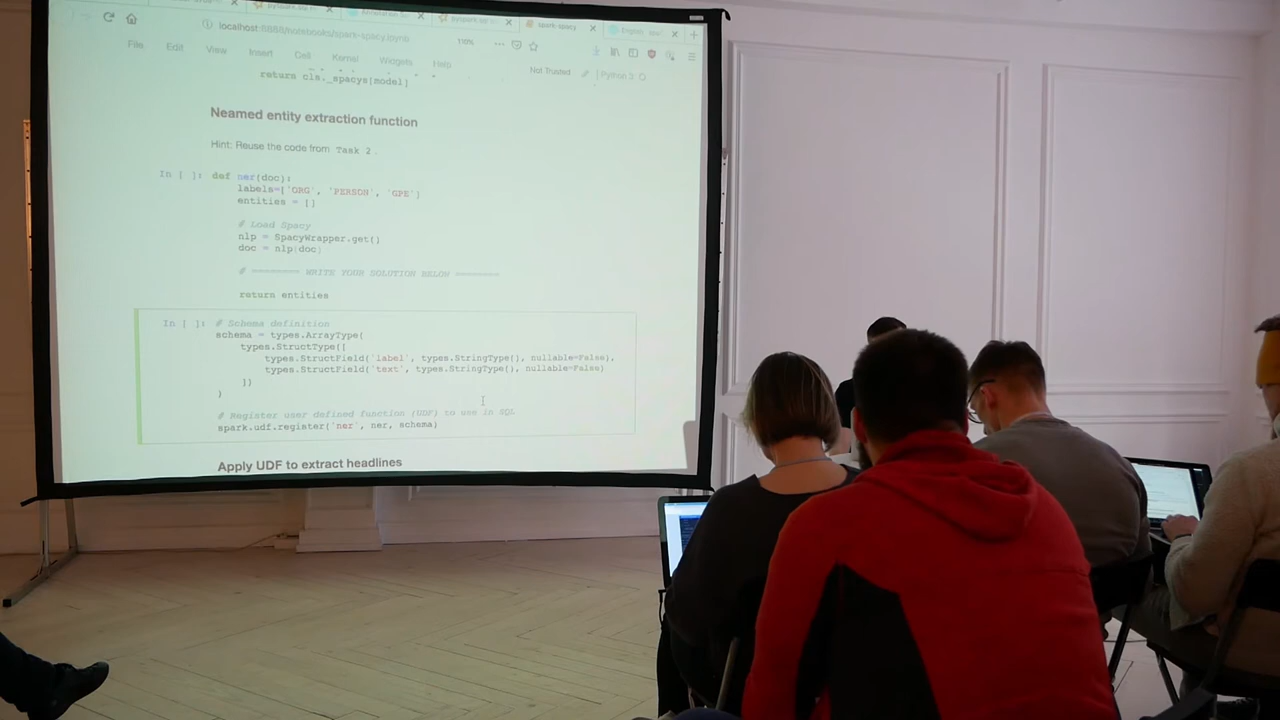 spark-spacy
localhost:8888/notebooks/spark-spacy.ipynb
110%
File Edit View Insert Cell Kernel Widgets Help
Not Trusted
Python 3
return cls._spacys[model]
Neamed entity extraction function
Hint: Reuse the code from Task 2.
In [ ]: def ner(doc):
labels=['ORG', 'PERSON', 'GPE']
entities = []
# Load Spacy
nlp = SpacyWrapper.get()
doc = nlp(doc)
# ======== WRITE YOUR SOLUTION BELOW ========
return entities
In [ ]: # Schema definition
schema = types.ArrayType(
types.StructType([
types.StructField('label', types.StringType(), nullable=False),
types.StructField('text', types.StringType(), nullable=False)
])
)
# Register user defined function (UDF) to use in SQL
spark.udf.register('ner', ner, schema)
Apply UDF to extract headlines